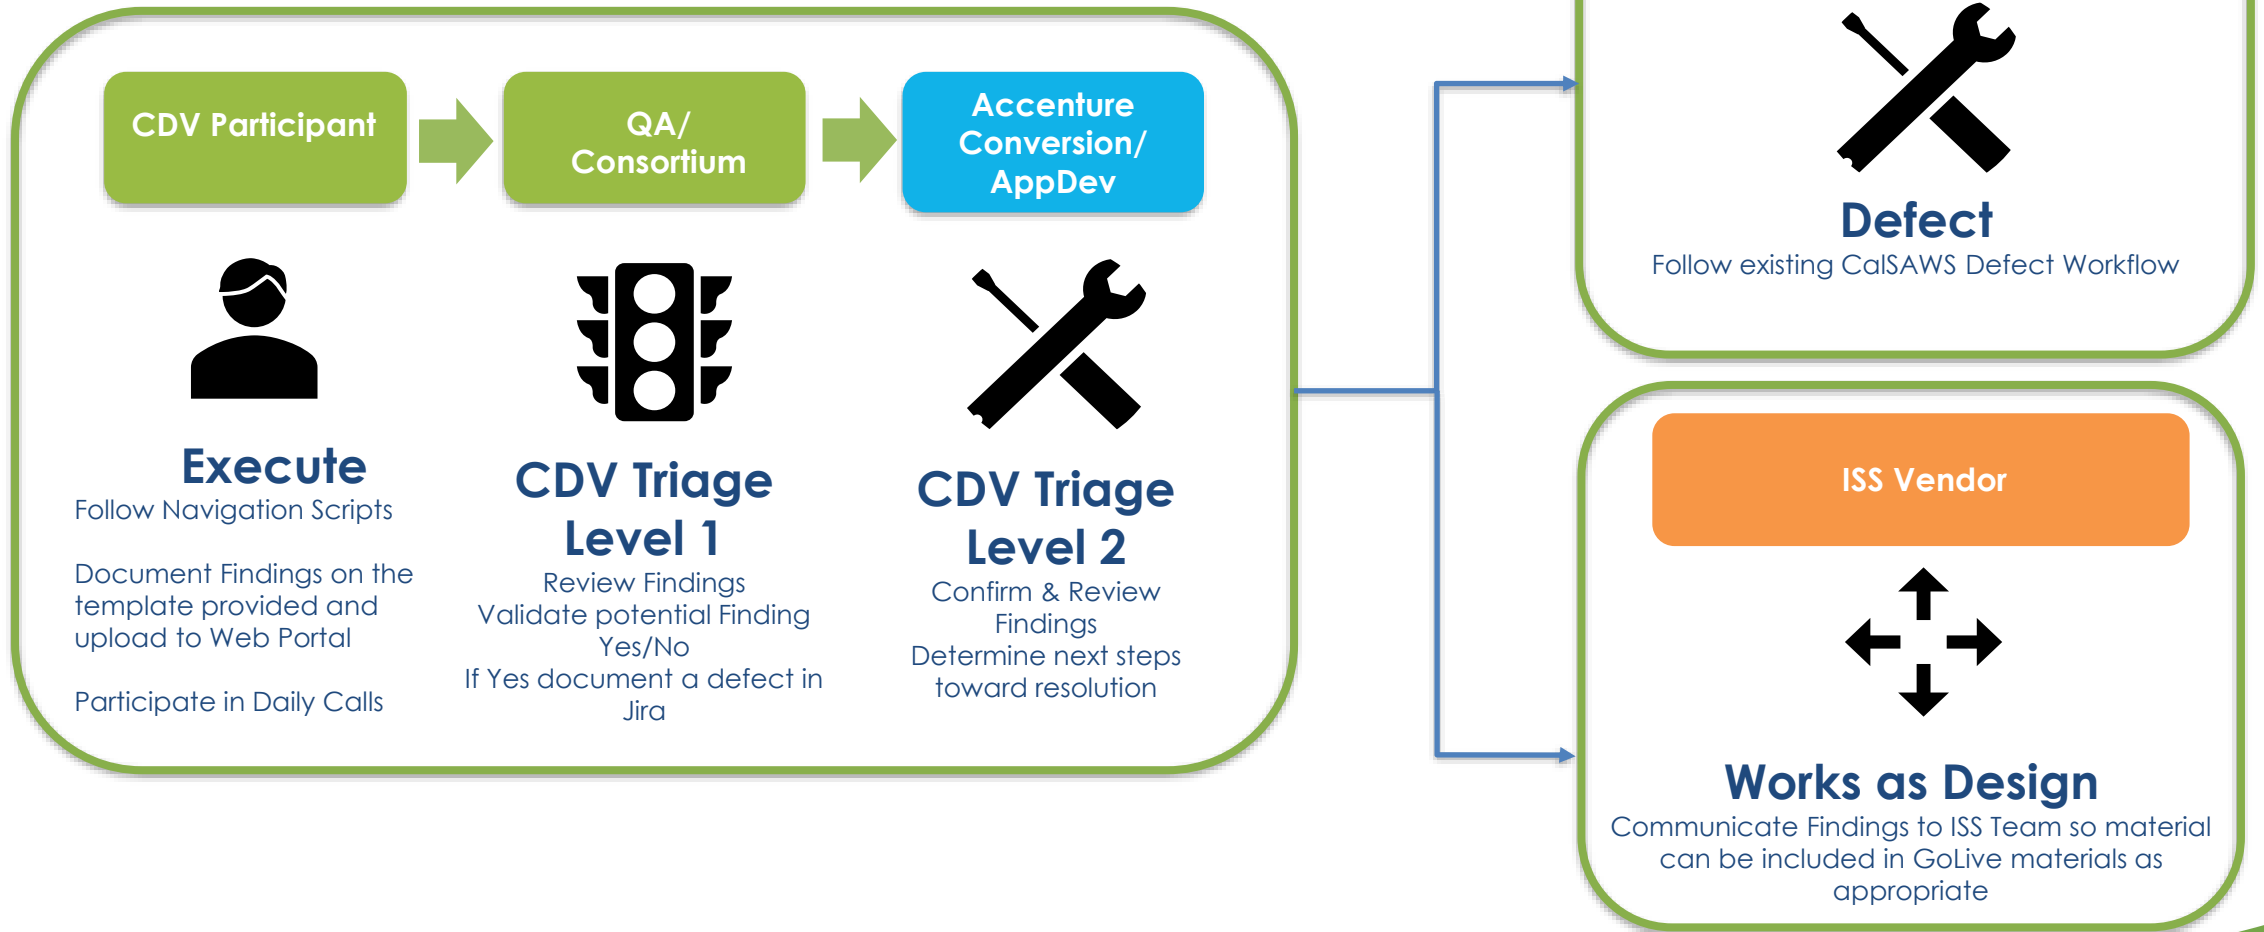 CDV Participant
QA/
Consortium
Accenture
Conversion/
AppDev
Execute
Follow Navigation Scripts
Document Findings on the
template provided and
upload to Web Portal
Participate in Daily Calls
CDV Triage
Level 1
Review Findings
Validate potential Finding
Yes/No
If Yes document a defect in
Jira
CDV Triage
Level 2
Confirm & Review
Findings
Determine next steps
toward resolution
Defect
Follow existing CalSAWS Defect Workflow
ISS Vendor
Works as Design
Communicate Findings to ISS Team so material
can be included in GoLive materials as
appropriate